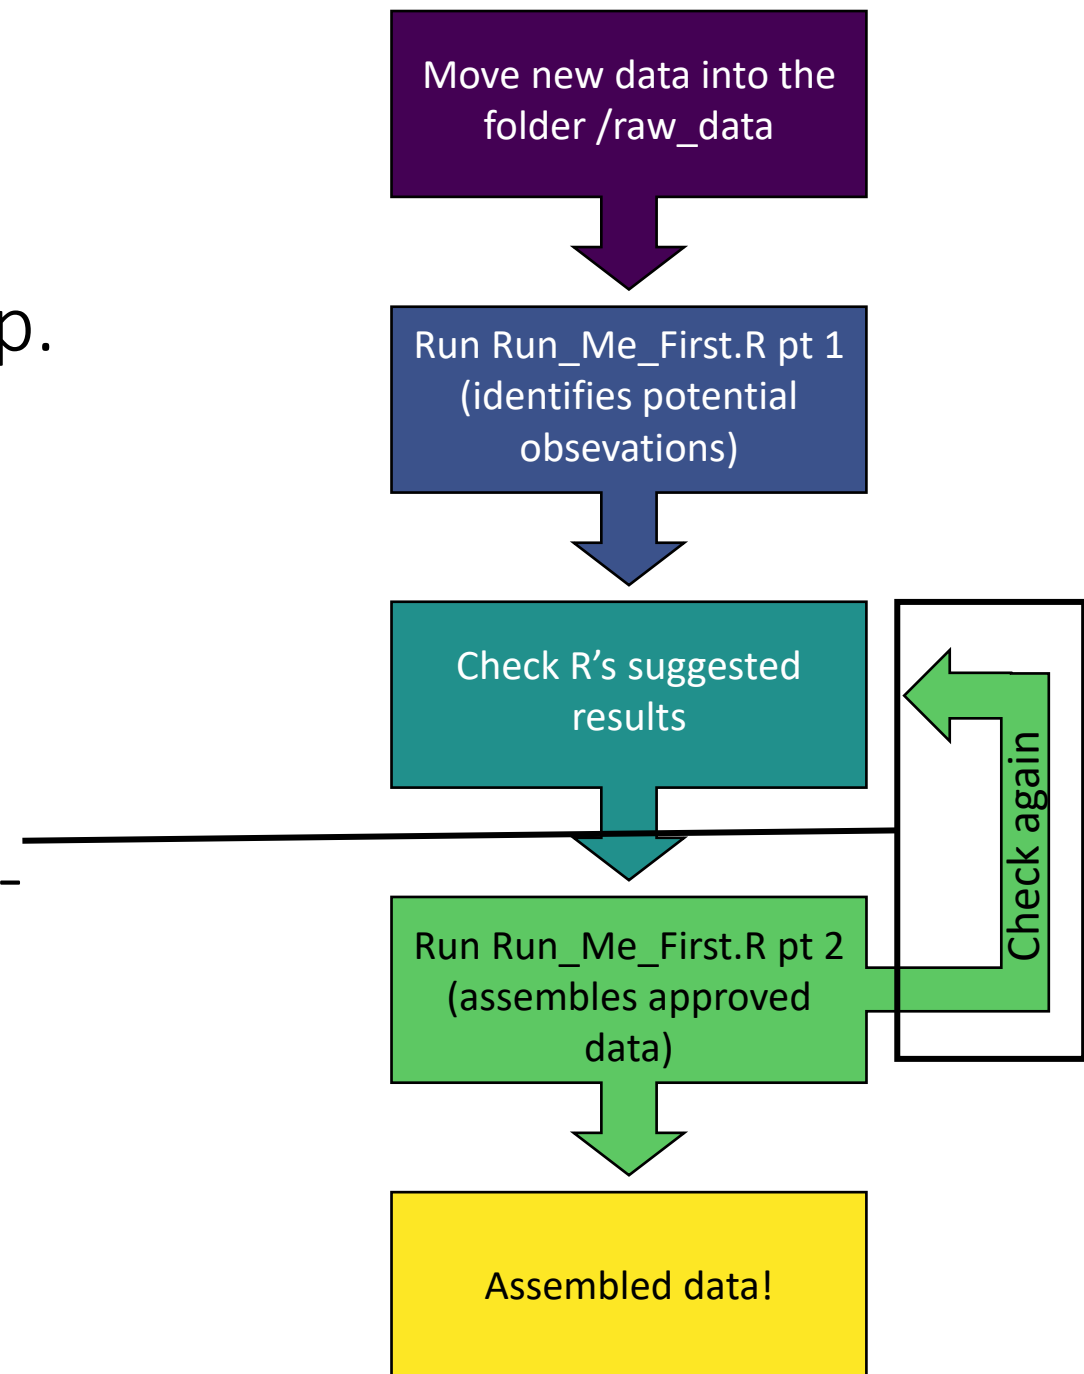 Move new data into the
folder /raw_data
p.
Run Run_Me_First.R pt 1
(identifies potential
obsevations)
Check R’s suggested
results
Check again
-
Run Run_Me_First.R pt 2
(assembles approved
data)
Assembled data!